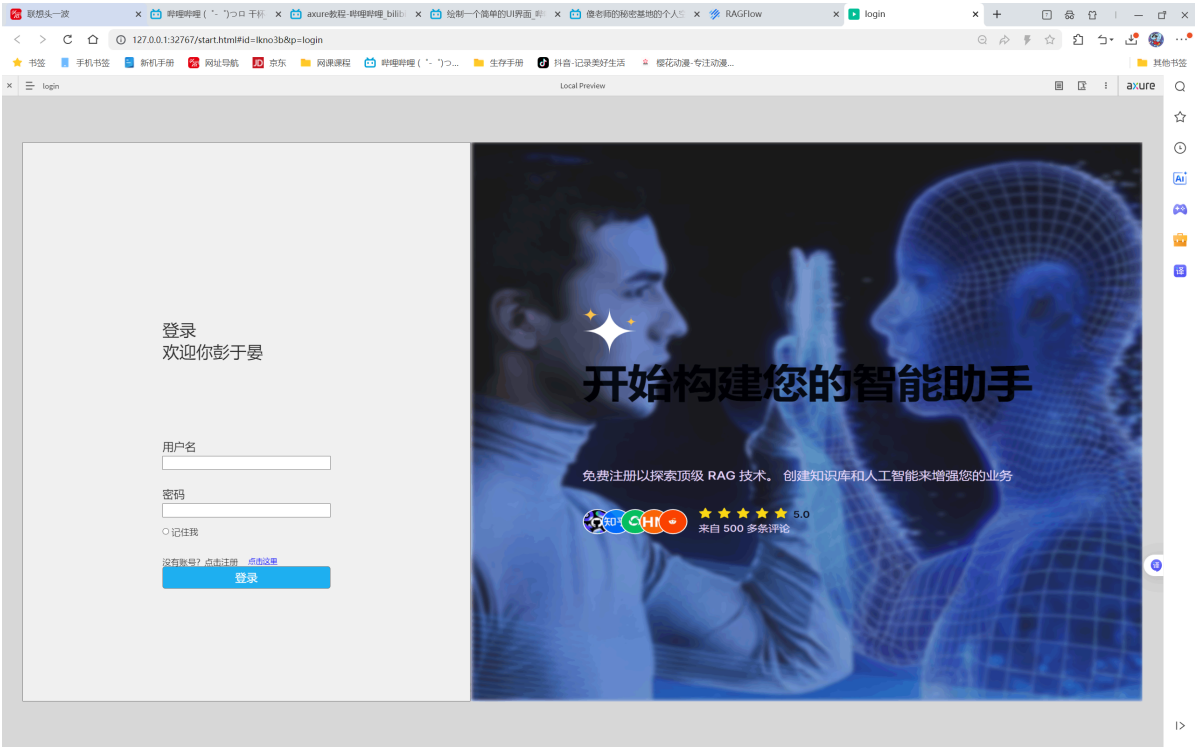 联想头一波
哔哩哔哩 ( ゜- ゜)つロ 干杯
axure教程-哔哩哔哩_bilibi
绘制一个简单的UI界面_哔
傻老师的秘密基地的个人
RAGFlow
login
127.0.0.1:32767/start.html#id=lkno3b&p=login
书签
手机书签
新机手册
网址导航
JD 京东
网课课程
哔哩哔哩 ( ゜- ゜)つ...
生存手册
抖音-记录美好生活
樱花动漫-专注动漫...
其他书签
login
Local Preview
axure
登录
欢迎你彭于晏
用户名
密码
记住我
没有账号？点击注册 点击这里
登录
开始构建您的智能助手
免费注册以探索顶级 RAG 技术。 创建知识库和人工智能来增强您的业务
5.0
来自 500 多条评论